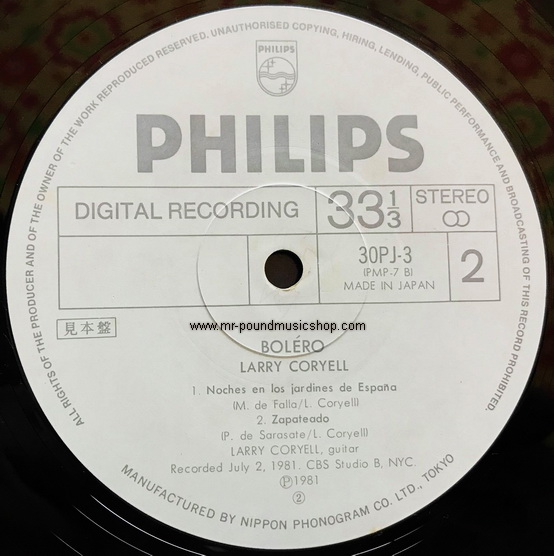 ALL RIGHTS OF THE PRODUCER AND OF THE OWNER OF THE WORK REPRODUCED RESERVED. UNAUTHORISED COPYING, HIRING, LENDING, PUBLIC PERFORMANCE AND BROADCASTING OF THIS RECORD PROHIBITED.
PHILIPS
PHILIPS
DIGITAL RECORDING
33 1/3
STEREO
30PJ-3
(PMP-7 B)
MADE IN JAPAN
2
見本盤
www.mr-poundmusicshop.com
BOLÉRO
LARRY CORYELL
1. Noches en los jardines de España
(M. de Falla/L. Coryell)
2. Zapateado
(P. de Sarasate/L. Coryell)
LARRY CORYELL, guitar
Recorded July 2, 1981. CBS Studio B, NYC.
Ⓟ1981
②
MANUFACTURED BY NIPPON PHONOGRAM CO. LTD., TOKYO